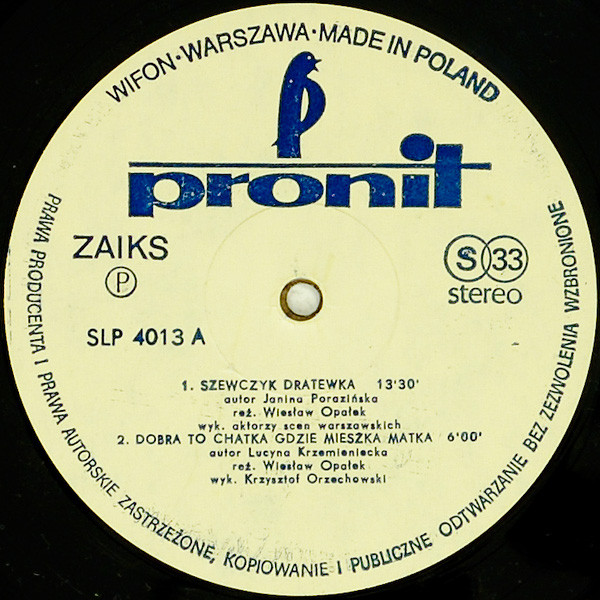 WIFON·WARSZAWA·MADE IN POLAND
pronit
ZAIKS
P
S 33
stereo
SLP 4013 A
1. SZEWCZYK DRATEWKA 13'30'
autor Janina Porazińska
reż. Wiesław Opałek
wyk. aktorzy scen warszawskich
2. DOBRA TO CHATKA GDZIE MIESZKA MATKA 6'00'
autor Lucyna Krzemieniecka
reż. Wiesław Opałek
wyk. Krzysztof Orzechowski
PRAWA PRODUCENTA I PRAWA AUTORSKIE ZASTRZEŻONE, KOPIOWANIE I PUBLICZNE ODTWARZANIE BEZ ZEZWOLENIA WZBRONIONE